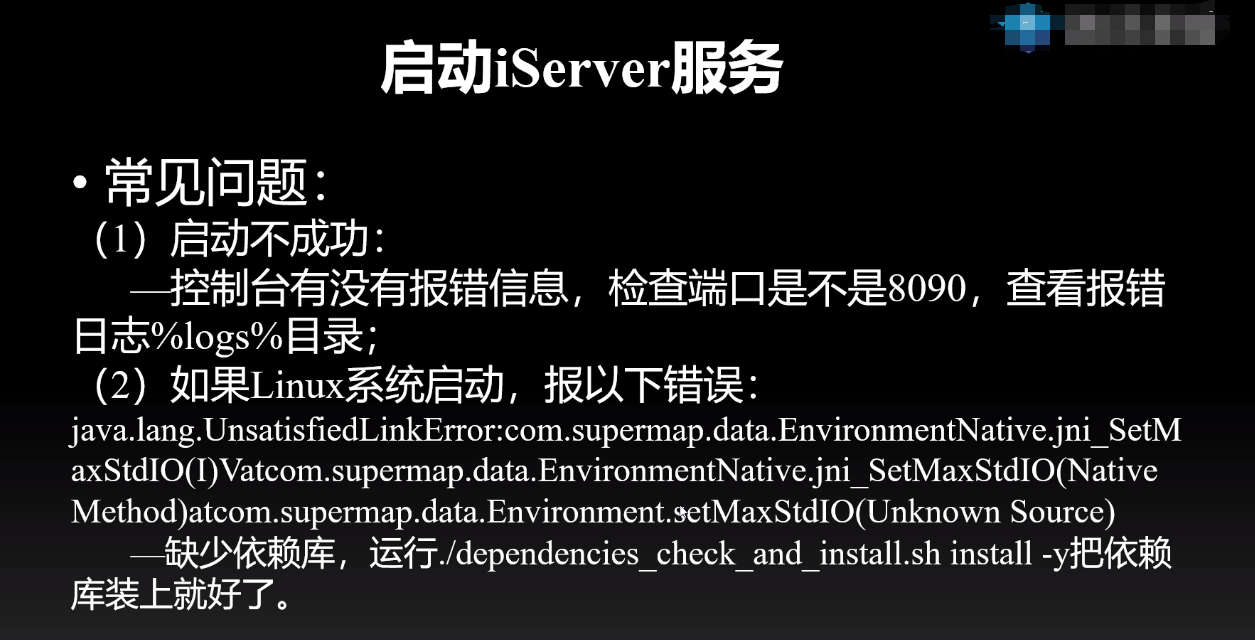 启动iServer服务
• 常见问题：
（1）启动不成功：
—控制台有没有报错信息，检查端口是不是8090，查看报错
日志%logs%目录；
（2）如果Linux系统启动，报以下错误：
java.lang.UnsatisfiedLinkError:com.supermap.data.EnvironmentNative.jni_SetM
axStdIO(I)Vatcom.supermap.data.EnvironmentNative.jni_SetMaxStdIO(Native
Method)atcom.supermap.data.Environment.setMaxStdIO(Unknown Source)
—缺少依赖库，运行./dependencies_check_and_install.sh install -y把依赖
库装上就好了。